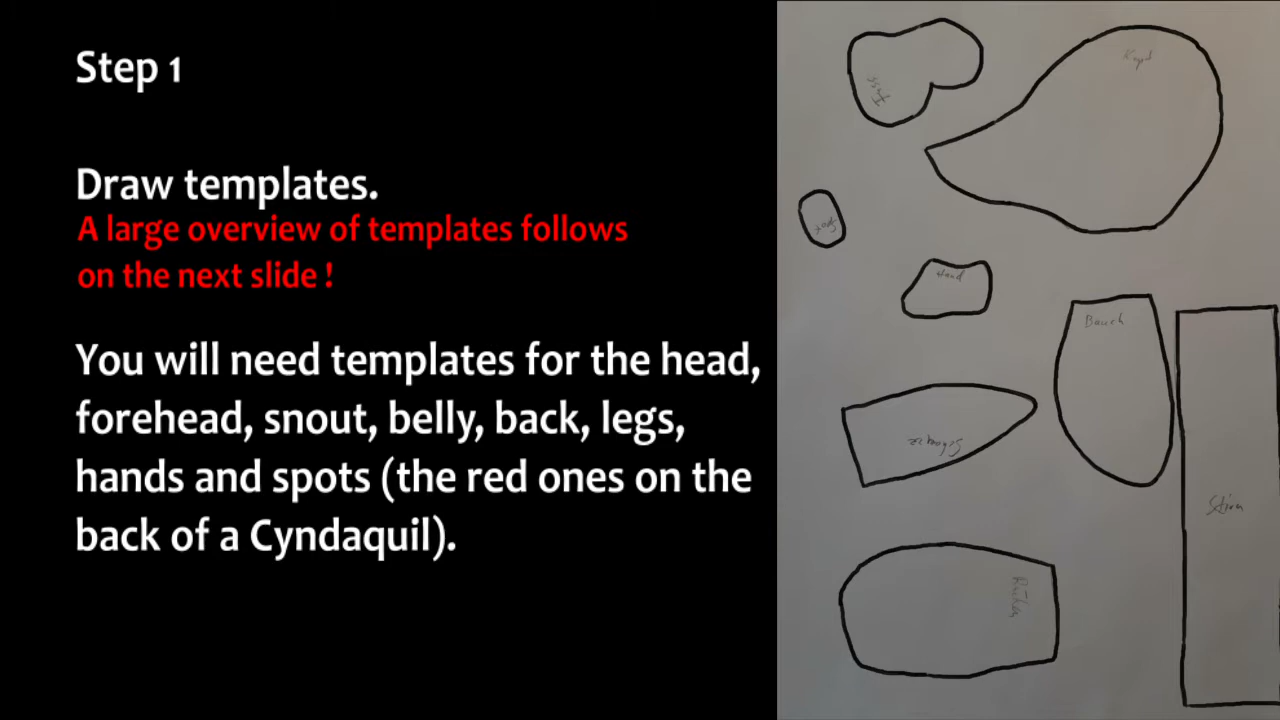 Step 1
Draw templates.
A large overview of templates follows
on the next slide !
You will need templates for the head,
forehead, snout, belly, back, legs,
hands and spots (the red ones on the
back of a Cyndaquil).
Kopf
Hand
Bauch
Schnauze
Stirn
Rücken